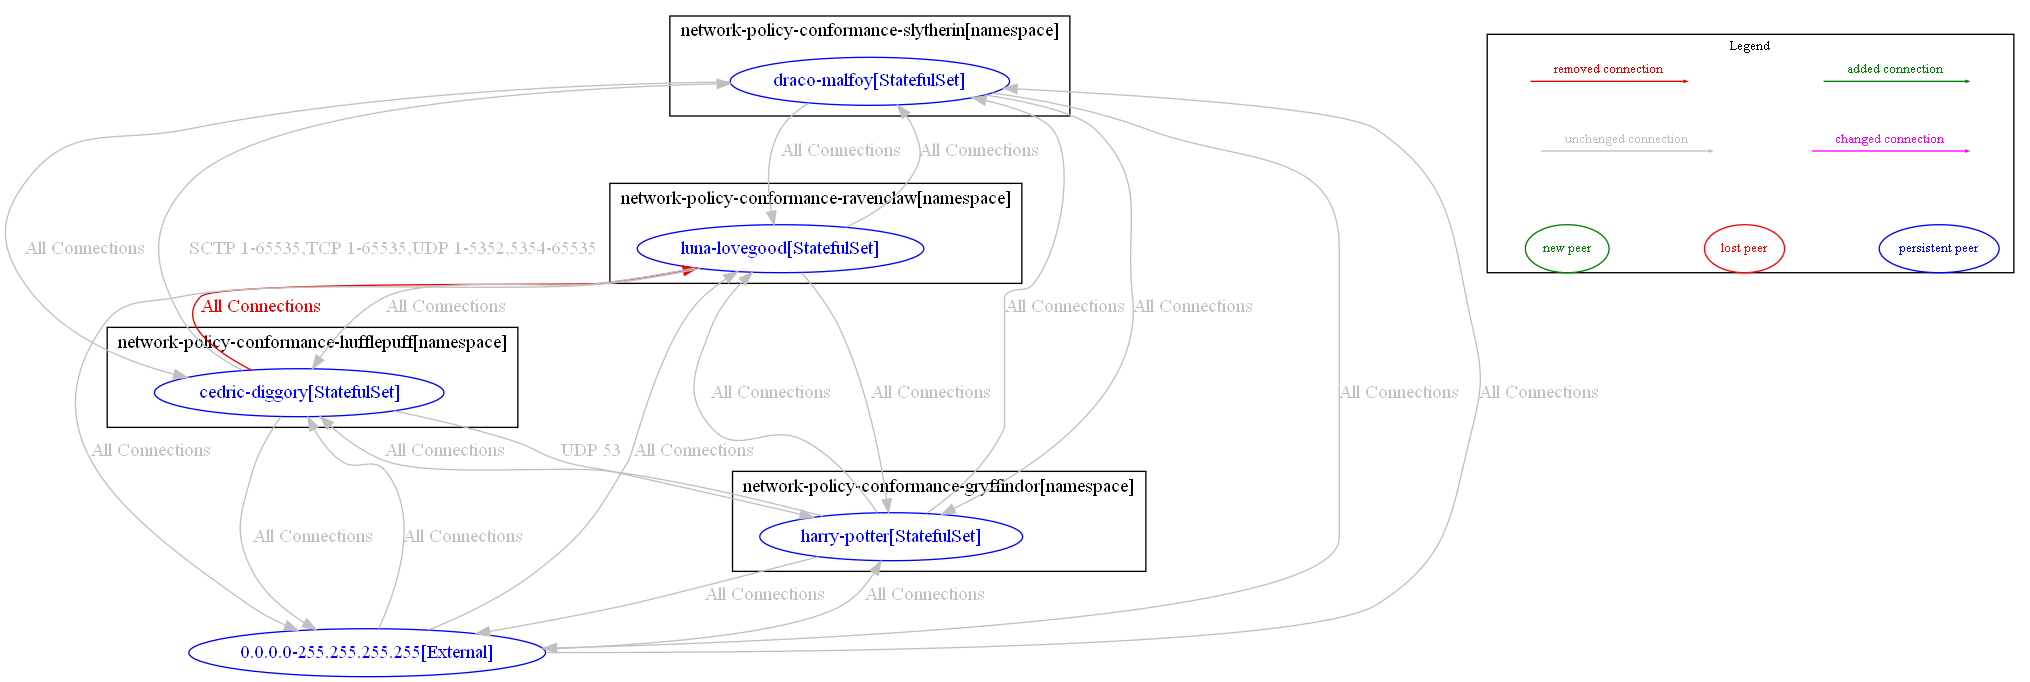 network-policy-conformance-slytherin[namespace]
Legend
draco-malfoy[StatefulSet]
removed connection
added connection
unchanged connection
changed connection
All Connections
All Connections
network-policy-conformance-ravenclaw[namespace]
All Connections
SCTP 1-65535,TCP 1-65535,UDP 1-5352,5354-65535
luna-lovegood[StatefulSet]
new peer
lost peer
persistent peer
All Connections
All Connections
All Connections
All Connections
network-policy-conformance-hufflepuff[namespace]
cedric-diggory[StatefulSet]
All Connections
All Connections
All Connections
All Connections
All Connections
All Connections
UDP 53
All Connections
network-policy-conformance-gryffindor[namespace]
All Connections
All Connections
harry-potter[StatefulSet]
All Connections
All Connections
0.0.0.0-255.255.255.255[External]